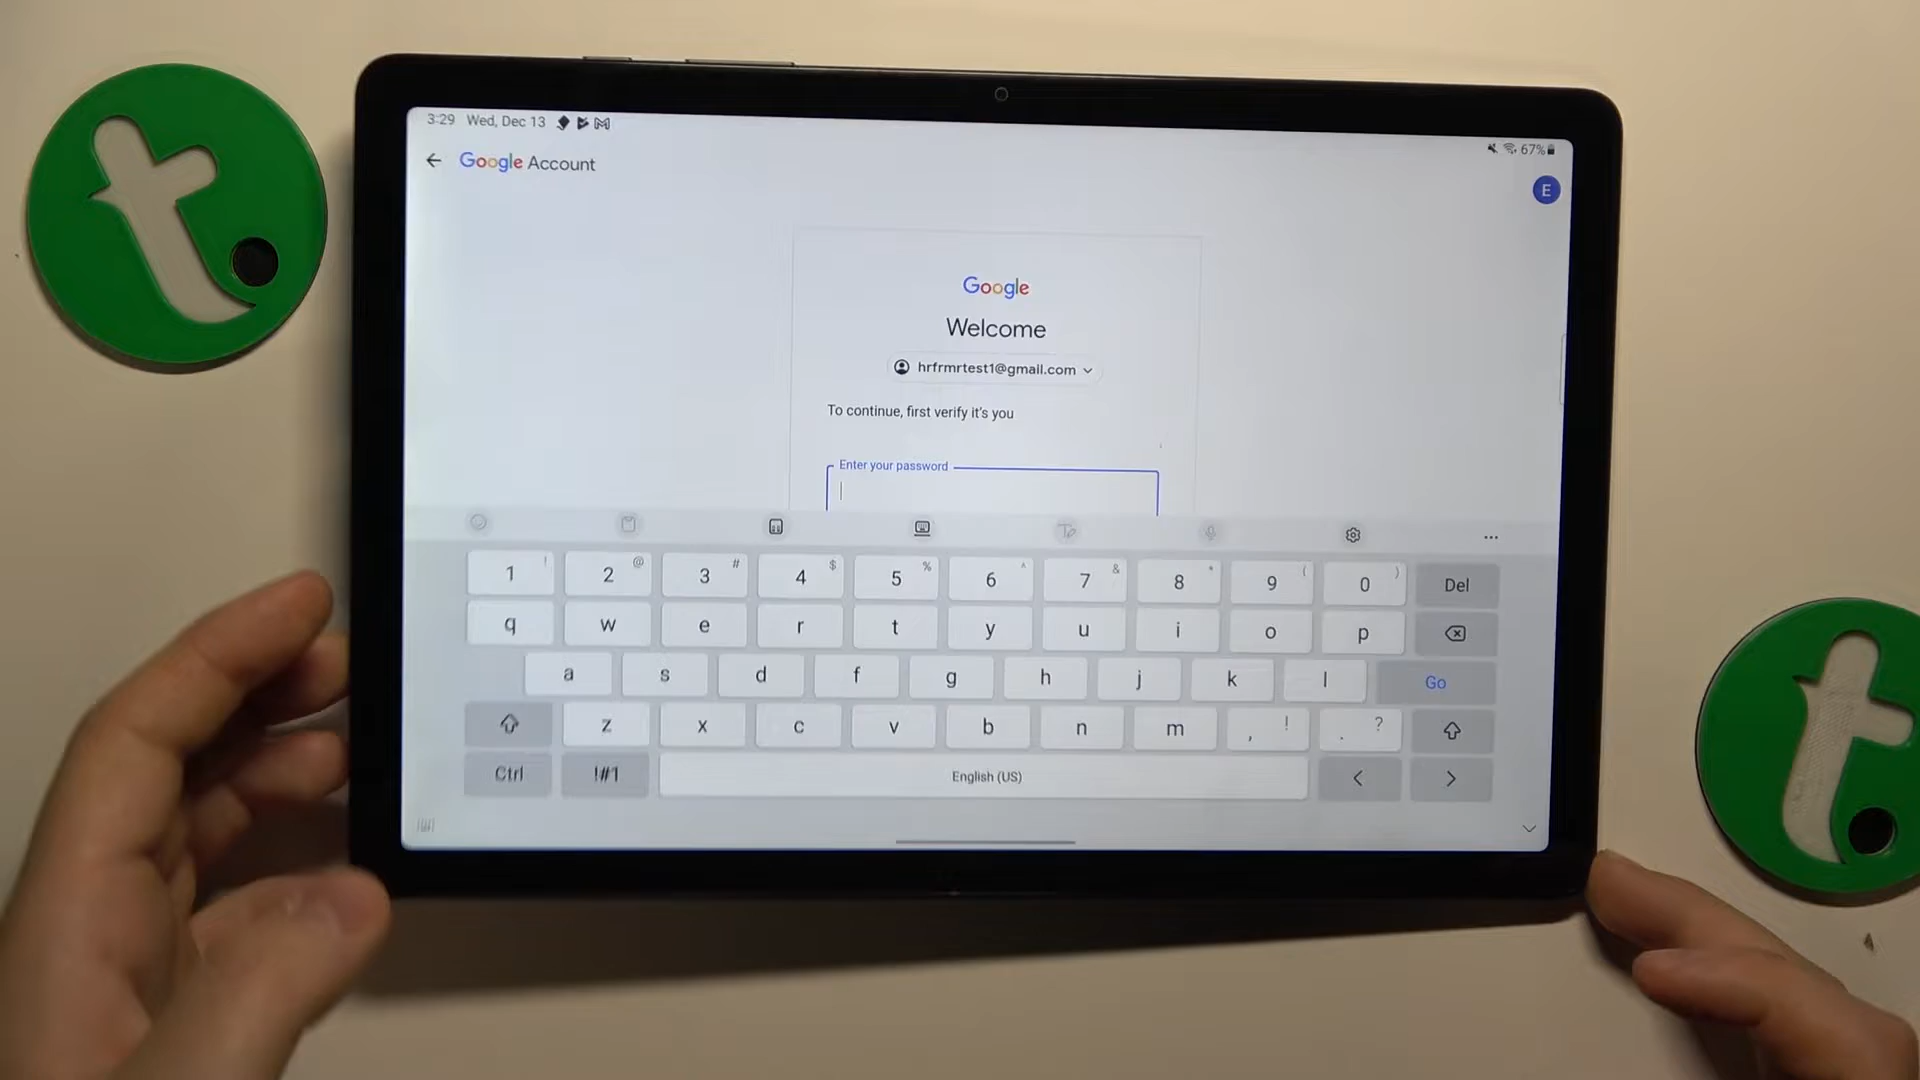 3:29 Wed, Dec 13
67%
Google Account
E
Google
Welcome
hrfrmrtest1@gmail.com
To continue, first verify it's you
Enter your password
1 ! 2 @ 3 # 4 $ 5 % 6 ^ 7 & 8 * 9 ( 0 ) Del
q w e r t y u i o p
a s d f g h j k l Go
z x c v b n m , ! . ?
Ctrl !#1 English (US) < >